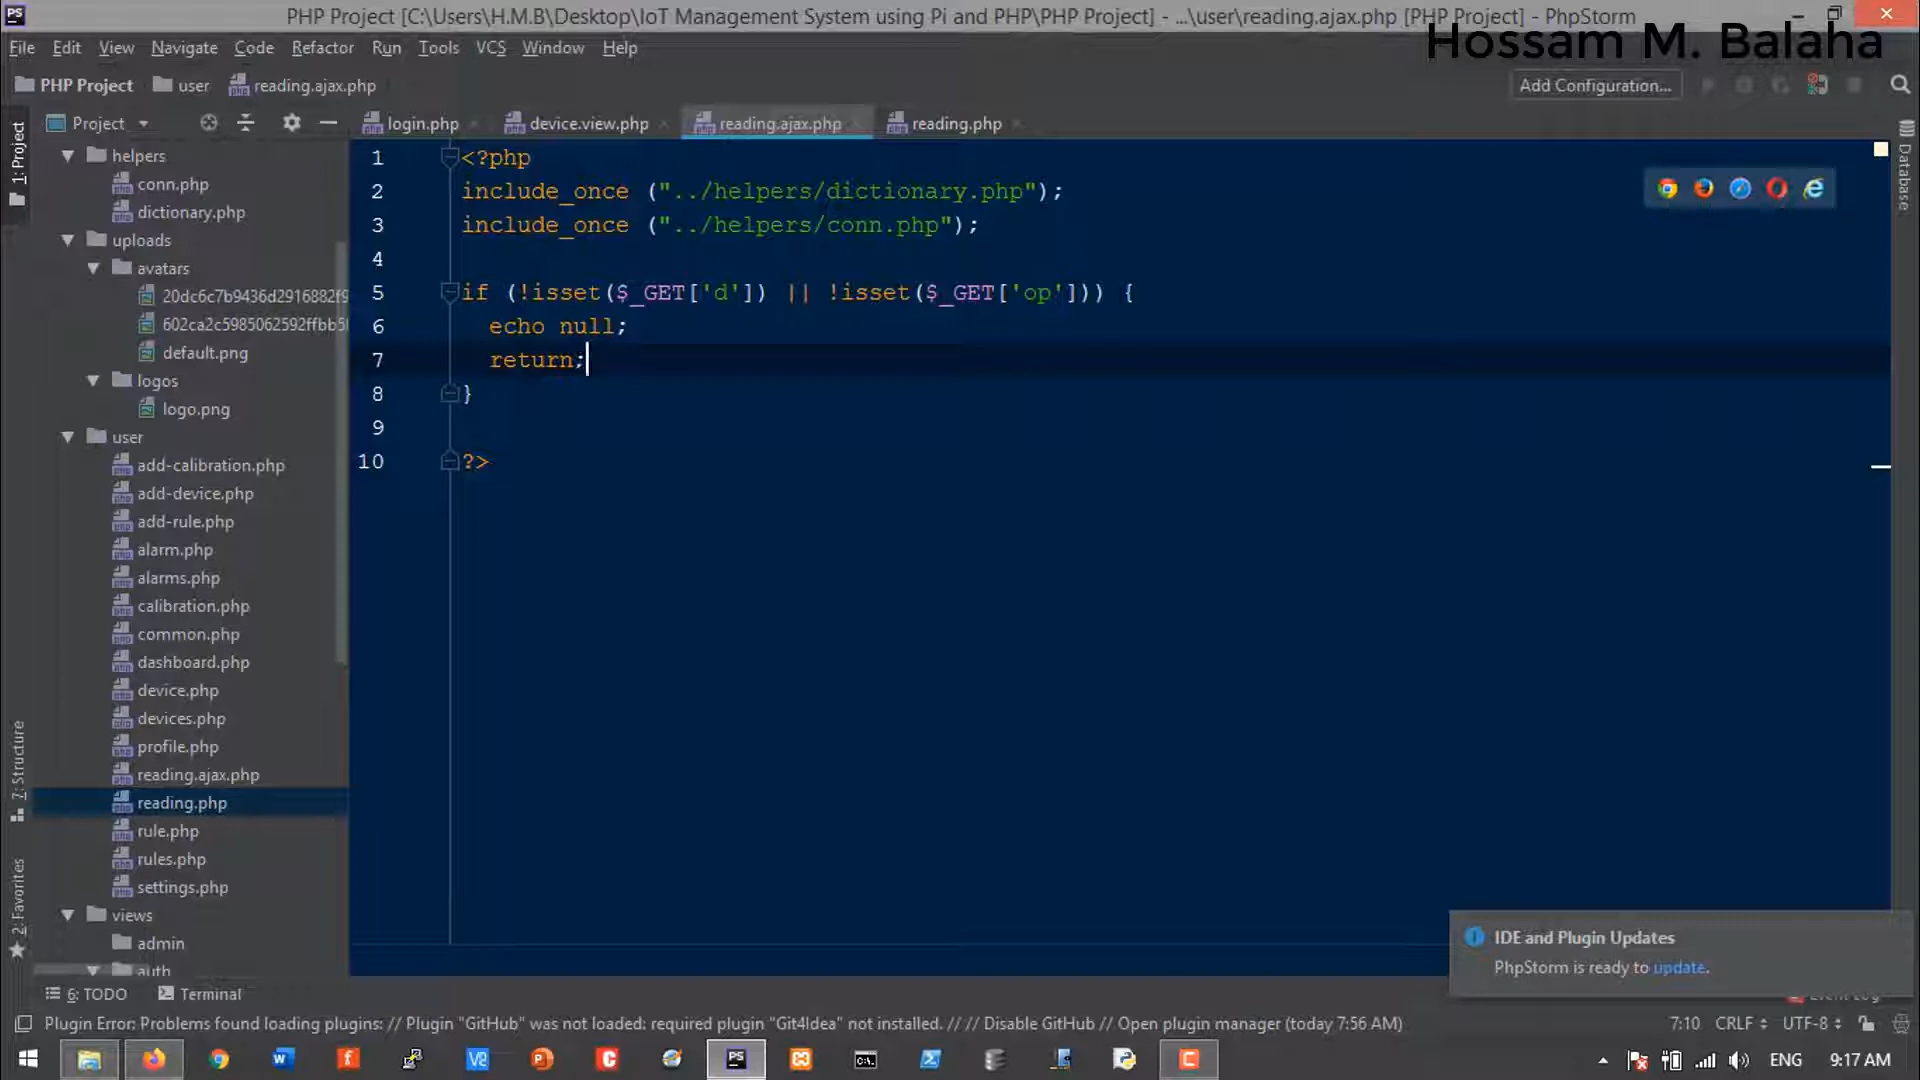 PS PHP Project [C:\Users\H.M.B\Desktop\IoT Management System using Pi and PHP\PHP Project] - ...\user\reading.ajax.php [PHP Project] - PhpStorm
Hossam M. Balaha
File Edit View Navigate Code Refactor Run Tools VCS Window Help
PHP Project user reading.ajax.php Add Configuration...
Project login.php device.view.php reading.ajax.php reading.php
1: Project
Database
helpers
conn.php
dictionary.php
uploads
avatars
20dc6c7b9436d2916882f9
602ca2c5985062592ffbb5
default.png
logos
logo.png
user
add-calibration.php
add-device.php
add-rule.php
alarm.php
alarms.php
calibration.php
common.php
dashboard.php
device.php
devices.php
profile.php
reading.ajax.php
reading.php
rule.php
rules.php
settings.php
views
admin
auth
7: Structure
2: Favorites
1 <?php
2 include_once ("../helpers/dictionary.php");
3 include_once ("../helpers/conn.php");
4
5 if (!isset($_GET['d']) || !isset($_GET['op'])) {
6 echo null;
7 return;
8 }
9
10 ?>
IDE and Plugin Updates
PhpStorm is ready to update.
6: TODO Terminal
Plugin Error: Problems found loading plugins: // Plugin "GitHub" was not loaded: required plugin "Git4Idea" not installed. // // Disable GitHub // Open plugin manager (today 7:56 AM) 7:10 CRLF UTF-8
ENG 9:17 AM